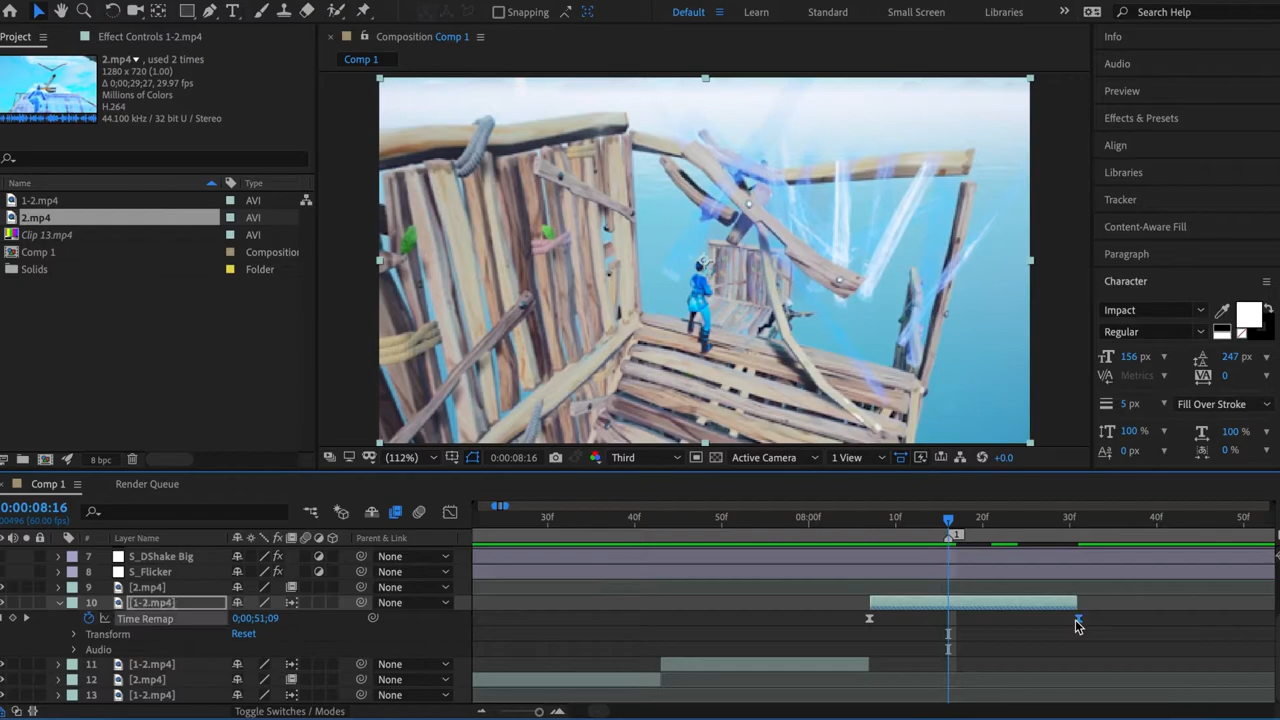 Snapping
Default
Learn
Standard
Small Screen
Libraries
Search Help
Project
Effect Controls 1-2.mp4
2.mp4, used 2 times
1280 x 720 (1.00)
Δ 0;00;29;27, 29.97 fps
Millions of Colors
H.264
44.100 kHz / 32 bit U / Stereo
Name
Type
1-2.mp4
AVI
2.mp4
AVI
Clip 13.mp4
AVI
Comp 1
Compositio
Solids
Folder
8 bpc
Composition Comp 1
Comp 1
(112%)
0:00:08:16
Third
Active Camera
1 View
+0.0
Info
Audio
Preview
Effects & Presets
Align
Libraries
Tracker
Content-Aware Fill
Paragraph
Character
Impact
Regular
156 px
247 px
Metrics
0
5 px
Fill Over Stroke
100 %
100 %
0 px
0 %
Comp 1
Render Queue
0:00:08:16
00496 (60.00 fps)
# Layer Name
Parent & Link
30f
40f
08:00f
10f
20f
30f
40f
50f
1
7 S_DShake Big None
8 S_Flicker None
9 [2.mp4] None
10 [1-2.mp4] None
Time Remap 0;00;51;09
Transform Reset
Audio
11 [1-2.mp4] None
12 [2.mp4] None
13 [1-2.mp4] None
Toggle Switches / Modes